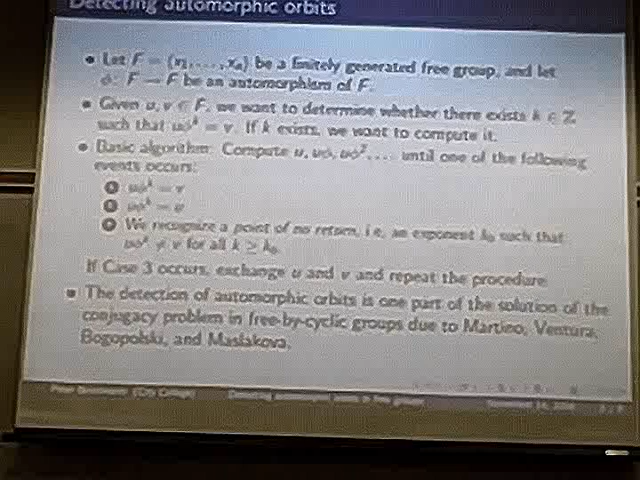 Detecting automorphic orbits
• Let F = ⟨x₁, . . . , xₙ⟩ be a finitely generated free group, and let
ϕ: F → F be an automorphism of F.
• Given u, v ∈ F, we want to determine whether there exists k ∈ ℤ
such that uϕᵏ = v. If k exists, we want to compute it.
• Basic algorithm: Compute u, uϕ, uϕ², . . . until one of the following
events occurs:
1 uϕᵏ = v
2 uϕᵏ = u
3 We recognize a point of no return, i.e., an exponent k₀ such that
uϕᵏ ≠ v for all k ≥ k₀.
If Case 3 occurs, exchange u and v and repeat the procedure.
• The detection of automorphic orbits is one part of the solution of the
conjugacy problem in free-by-cyclic groups due to Martino, Ventura,
Bogopolski, and Maslakova.